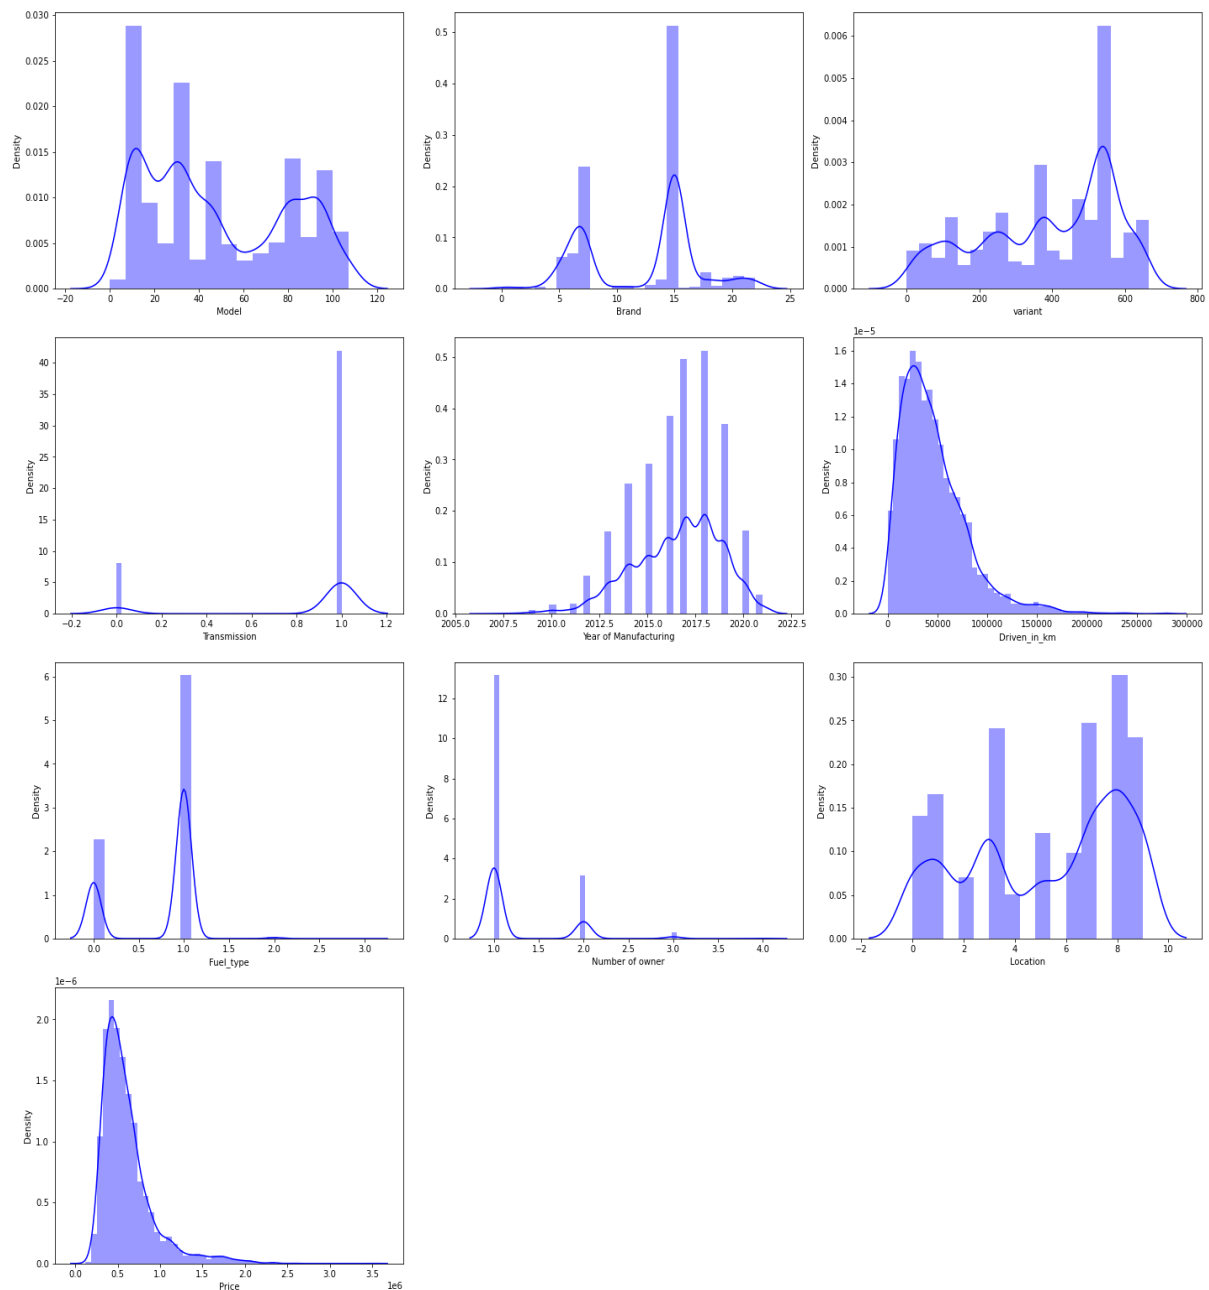 0.030
0.025
0.020
0.015
0.010
0.005
0.000
Density
−20 0 20 40 60 80 100 120
Model
0.5
0.4
0.3
0.2
0.1
0.0
Density
0 5 10 15 20 25
Brand
0.006
0.005
0.004
0.003
0.002
0.001
0.000
Density
0 200 400 600 800
variant
40
35
30
25
20
15
10
5
0
Density
−0.2 0.0 0.2 0.4 0.6 0.8 1.0 1.2
Transmission
0.5
0.4
0.3
0.2
0.1
0.0
Density
2005.0 2007.5 2010.0 2012.5 2015.0 2017.5 2020.0 2022.5
Year of Manufacturing
1e−5
1.6
1.4
1.2
1.0
0.8
0.6
0.4
0.2
0.0
Density
0 50000 100000 150000 200000 250000 300000
Driven_in_km
6
5
4
3
2
1
0
Density
0.0 0.5 1.0 1.5 2.0 2.5 3.0
Fuel_type
12
10
8
6
4
2
0
Density
1.0 1.5 2.0 2.5 3.0 3.5 4.0
Number of owner
0.30
0.25
0.20
0.15
0.10
0.05
0.00
Density
−2 0 2 4 6 8 10
Location
1e−6
2.0
1.5
1.0
0.5
0.0
Density
0.0 0.5 1.0 1.5 2.0 2.5 3.0 3.5
Price
1e6